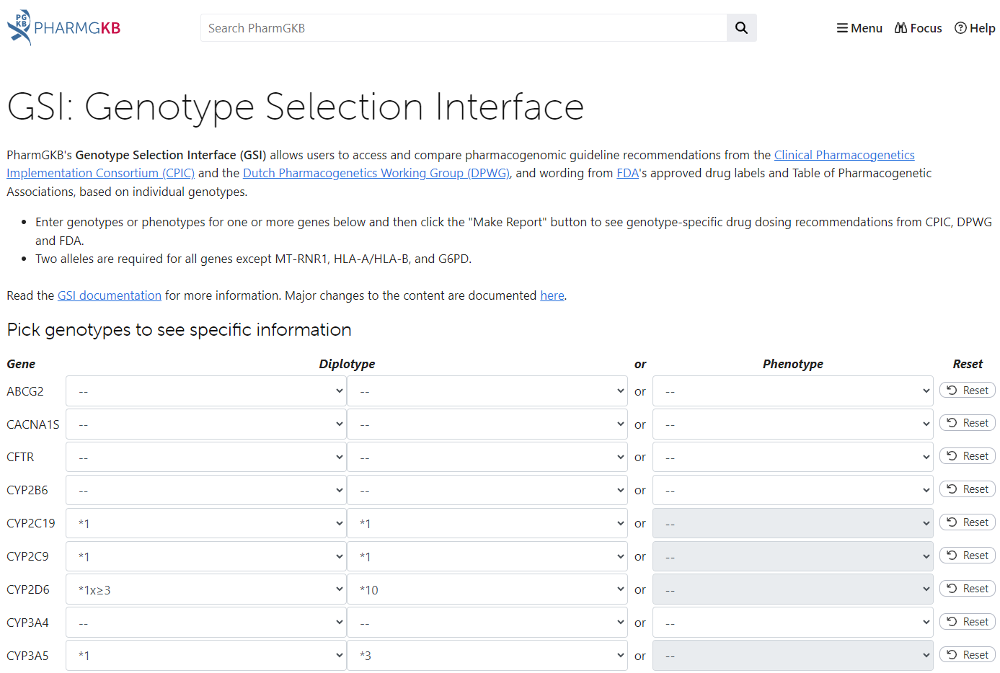 PG
KB
PHARMGKB
Search PharmGKB
Menu Focus Help
GSI: Genotype Selection Interface
PharmGKB's Genotype Selection Interface (GSI) allows users to access and compare pharmacogenomic guideline recommendations from the Clinical Pharmacogenetics
Implementation Consortium (CPIC) and the Dutch Pharmacogenetics Working Group (DPWG), and wording from FDA's approved drug labels and Table of Pharmacogenetic
Associations, based on individual genotypes.
• Enter genotypes or phenotypes for one or more genes below and then click the "Make Report" button to see genotype-specific drug dosing recommendations from CPIC, DPWG
and FDA.
• Two alleles are required for all genes except MT-RNR1, HLA-A/HLA-B, and G6PD.
Read the GSI documentation for more information. Major changes to the content are documented here.
Pick genotypes to see specific information
Gene Diplotype or Phenotype Reset
ABCG2 -- -- or -- Reset
CACNA1S -- -- or -- Reset
CFTR -- -- or -- Reset
CYP2B6 -- -- or -- Reset
CYP2C19 *1 *1 or -- Reset
CYP2C9 *1 *1 or -- Reset
CYP2D6 *1x≥3 *10 or -- Reset
CYP3A4 -- -- or -- Reset
CYP3A5 *1 *3 or -- Reset